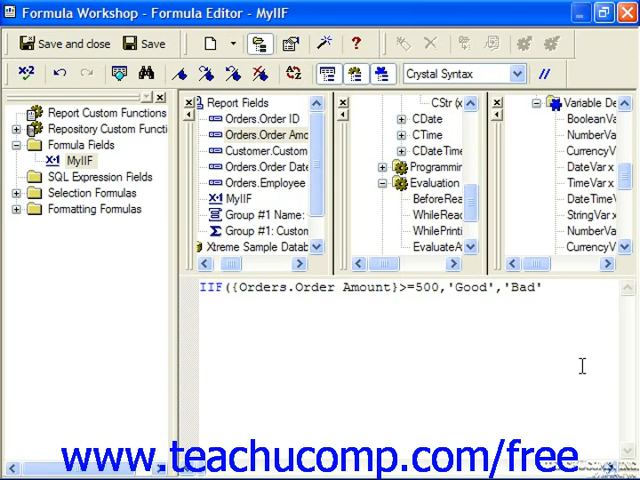 Formula Workshop - Formula Editor - MyIIF
Save and close Save
Crystal Syntax
Report Custom Functions
Repository Custom Functi
Formula Fields
MyIIF
SQL Expression Fields
Selection Formulas
Formatting Formulas
Report Fields
Orders.Order ID
Orders.Order Amo
Customer.Custom
Orders.Order Date
Orders.Employee
MyIIF
Group #1 Name:
Group #1: Custom
Xtreme Sample Datab
CStr (x
CDate
CTime
CDateTime
Programmin
Evaluation
BeforeRea
WhileReac
WhilePrinti
EvaluateA
Variable De
BooleanVa
NumberVa
CurrencyV
DateVar x
TimeVar x
DateTimeV
StringVar x
NumberVa
CurrencyV
IIF({Orders.Order Amount}>=500,'Good','Bad'
www.teachucomp.com/free